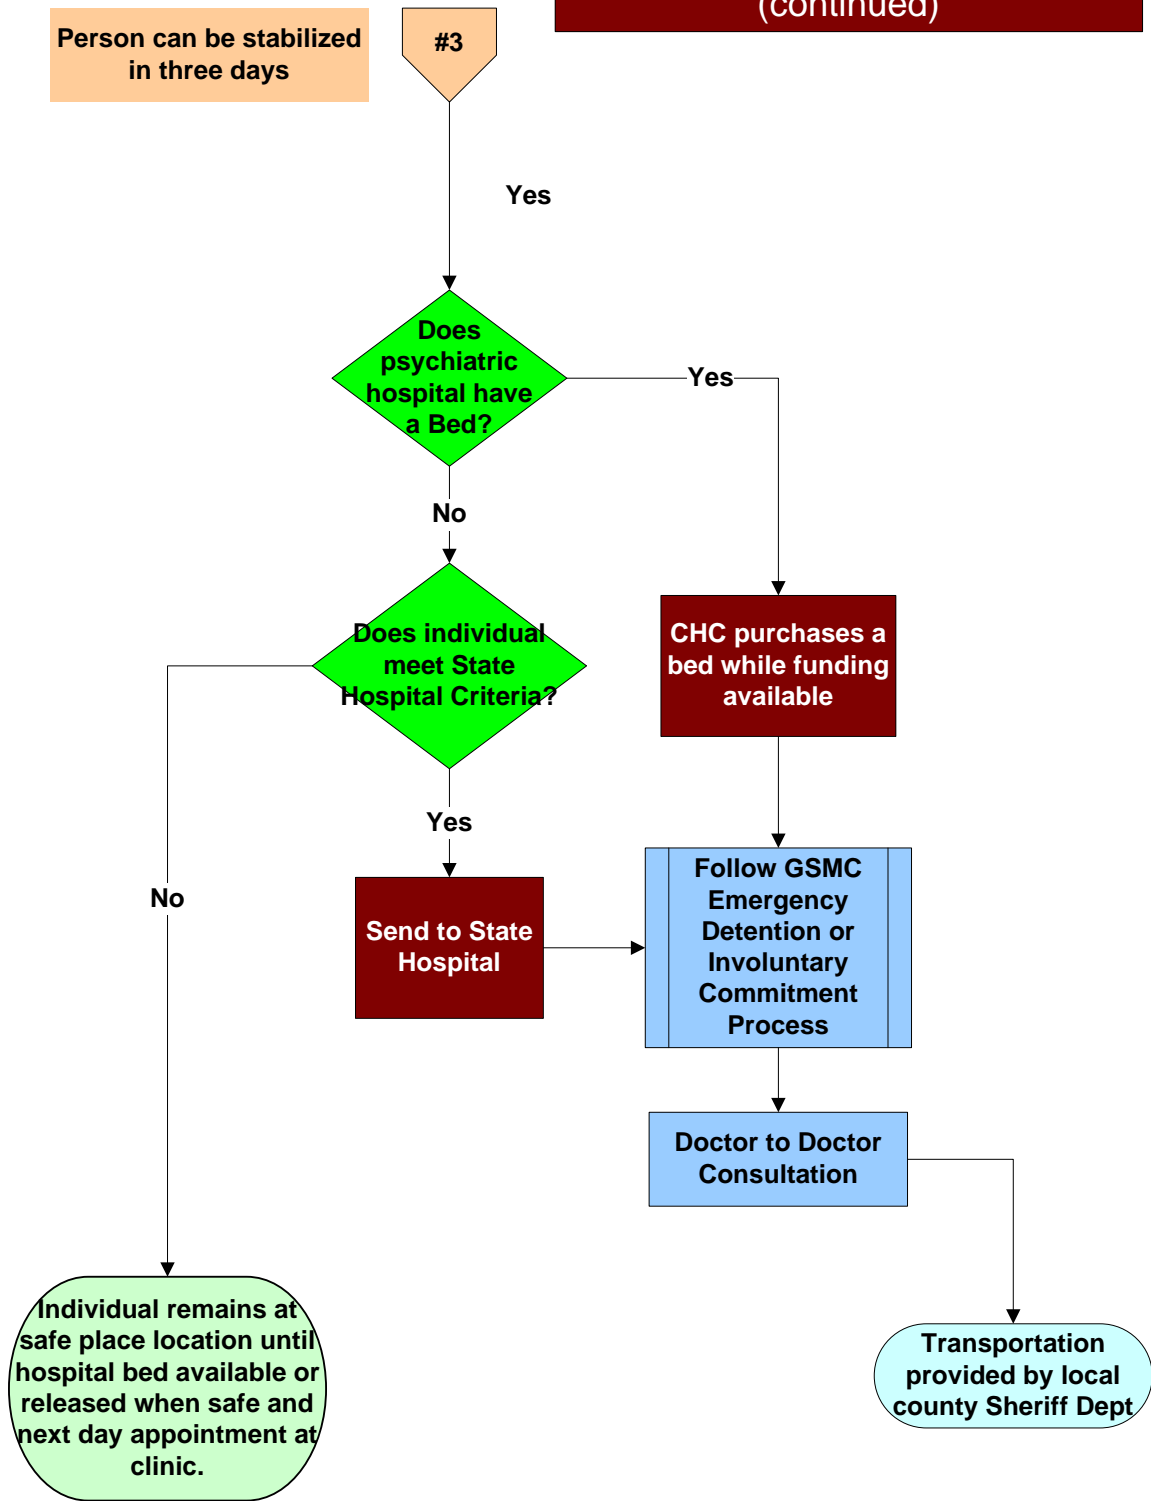 (continued)
Person can be stabilized
in three days
#3
Yes
Does
psychiatric
hospital have
a Bed?
Yes
No
Does individual
meet State
Hospital Criteria?
CHC purchases a
bed while funding
available
Yes
No
Send to State
Hospital
Follow GSMC
Emergency
Detention or
Involuntary
Commitment
Process
Doctor to Doctor
Consultation
Individual remains at
safe place location until
hospital bed available or
released when safe and
next day appointment at
clinic.
Transportation
provided by local
county Sheriff Dept